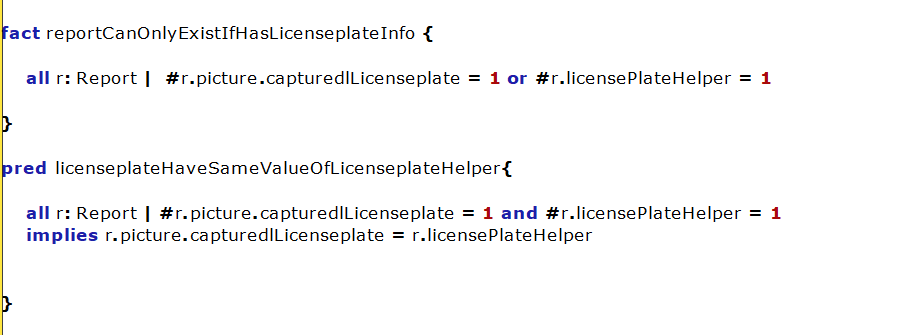 fact reportCanOnlyExistIfHasLicenseplateInfo {
all r: Report | #r.picture.capturedlLicenseplate = 1 or #r.licensePlateHelper = 1
}
pred licenseplateHaveSameValueOfLicenseplateHelper{
all r: Report | #r.picture.capturedlLicenseplate = 1 and #r.licensePlateHelper = 1
implies r.picture.capturedlLicenseplate = r.licensePlateHelper
}